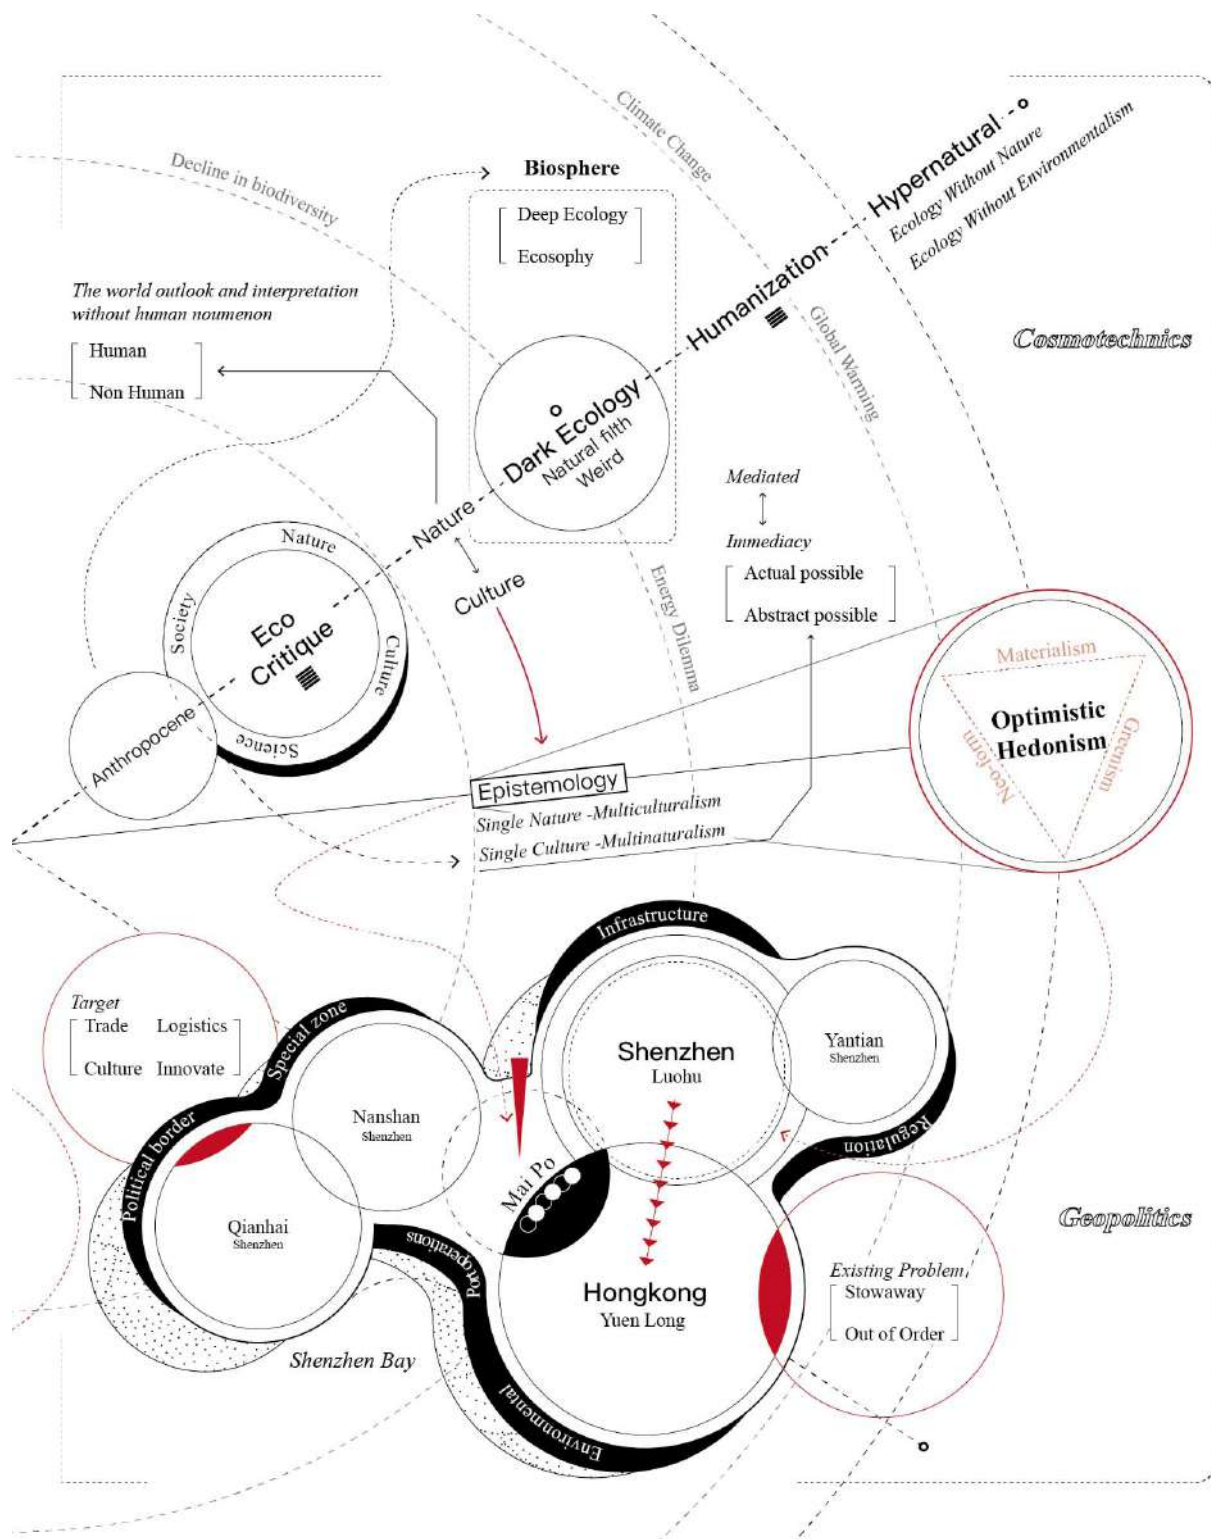 Climate Change
Hypernatural
Ecology Without Nature
Ecology Without Environmentalism
Decline in biodiversity
Biosphere
Deep Ecology
Ecosophy
Humanization
The world outlook and interpretation
without human noumenon
Human
Non Human
Global Warming
Cosmotechnics
Dark Ecology
Natural filth
Weird
Mediated
Immediacy
Actual possible
Abstract possible
Nature
Culture
Energy Dilemma
Nature
Society
Culture
Science
Eco
Critique
Anthropocene
Materialism
Neo-form
Greenism
Optimistic
Hedonism
Epistemology
Single Nature -Multiculturalism
Single Culture -Multinaturalism
Infrastructure
Target
Trade Logistics
Culture Innovate
Special zone
Shenzhen
Luohu
Yantian
Shenzhen
Nanshan
Shenzhen
Political border
Regulation
Mai Po
Qianhai
Shenzhen
Port operations
Geopolitics
Hongkong
Yuen Long
Existing Problem
Stowaway
Out of Order
Shenzhen Bay
Environmental